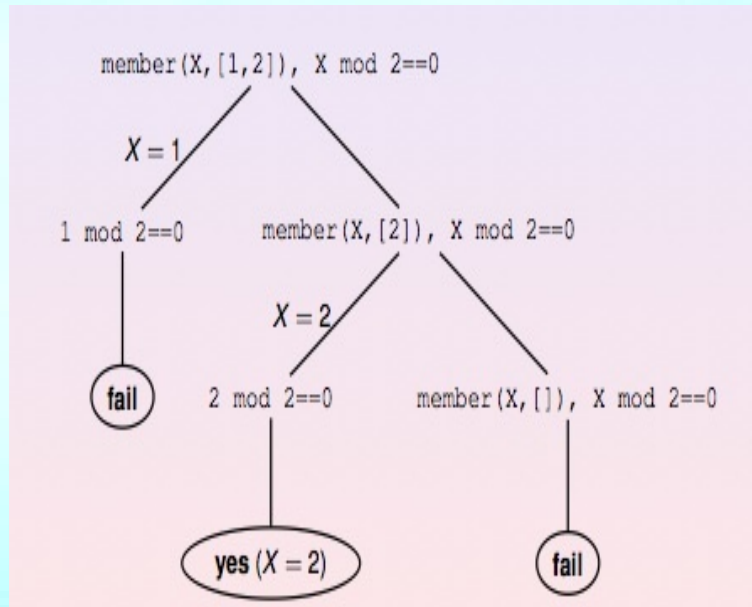 member(X,[1,2]), X mod 2==0
X = 1
1 mod 2==0
member(X,[2]), X mod 2==0
X = 2
fail
2 mod 2==0
member(X,[]), X mod 2==0
yes (X = 2)
fail